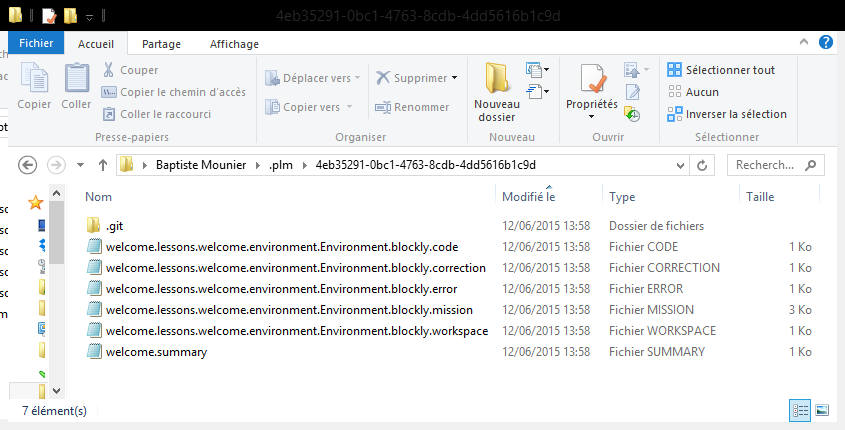 4eb35291-0bc1-4763-8cdb-4dd5616b1c9d
Fichier Accueil Partage Affichage
Copier Coller Couper Copier le chemin d'accès Coller le raccourci
Presse-papiers
Déplacer vers Copier vers Supprimer Renommer
Organiser
Nouveau dossier
Nouveau
Propriétés
Ouvrir
Sélectionner tout
Aucun
Inverser la sélection
Sélectionner
Baptiste Mounier .plm 4eb35291-0bc1-4763-8cdb-4dd5616b1c9d Recherch...
Nom Modifié le Type Taille
.git 12/06/2015 13:58 Dossier de fichiers
welcome.lessons.welcome.environment.Environment.blockly.code 12/06/2015 13:58 Fichier CODE 1 Ko
welcome.lessons.welcome.environment.Environment.blockly.correction 12/06/2015 13:58 Fichier CORRECTION 1 Ko
welcome.lessons.welcome.environment.Environment.blockly.error 12/06/2015 13:58 Fichier ERROR 1 Ko
welcome.lessons.welcome.environment.Environment.blockly.mission 12/06/2015 13:58 Fichier MISSION 3 Ko
welcome.lessons.welcome.environment.Environment.blockly.workspace 12/06/2015 13:58 Fichier WORKSPACE 1 Ko
welcome.summary 12/06/2015 13:58 Fichier SUMMARY 1 Ko
7 élément(s)